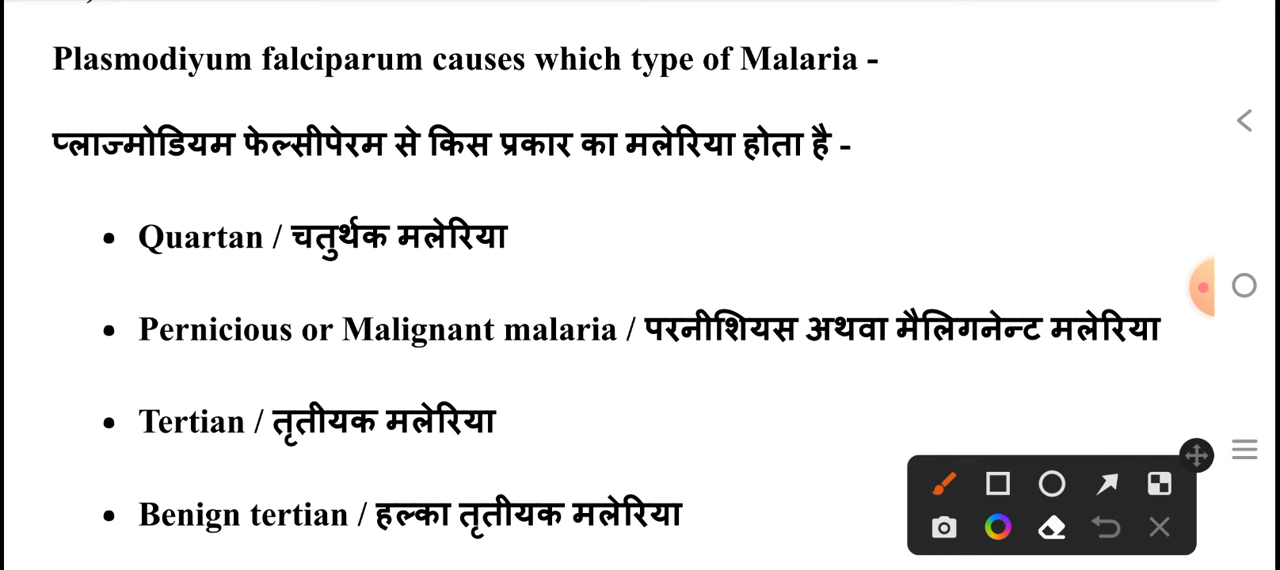 Plasmodiyum falciparum causes which type of Malaria -
प्लाज्मोडियम फेल्सीपेरम से किस प्रकार का मलेरिया होता है -
• Quartan / चतुर्थक मलेरिया
• Pernicious or Malignant malaria / परनीशियस अथवा मैलिगनेन्ट मलेरिया
• Tertian / तृतीयक मलेरिया
• Benign tertian / हल्का तृतीयक मलेरिया